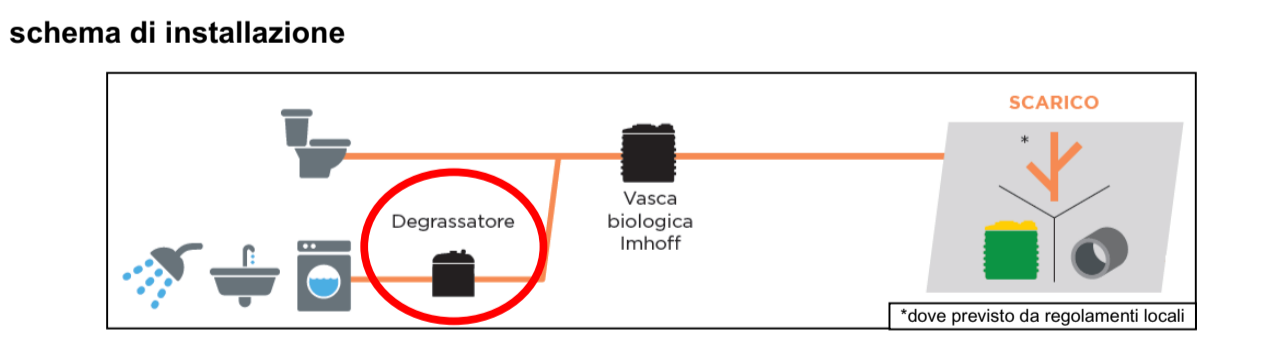 schema di installazione
SCARICO
*
Degrassatore
Vasca
biologica
Imhoff
*dove previsto da regolamenti locali